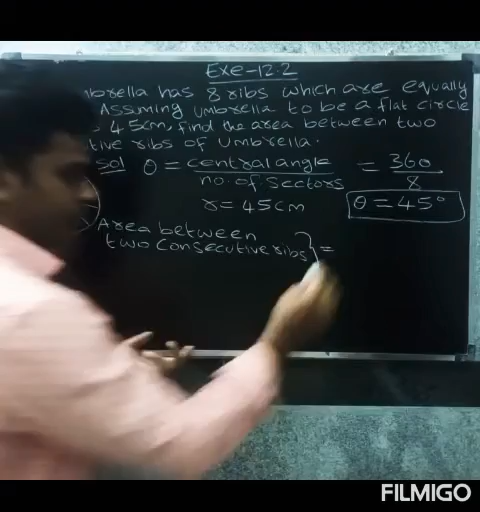 Exe-12.2
brella has 8 ribs which are equally
Assming umbrella to be a flat circle
45cm, find the area between two
tive ribs of umbrella.
Sol θ = central angle / no. of sectors = 360 / 8
r = 45cm θ = 45°
Area between
two consecutive ribs } =
FILMIGO